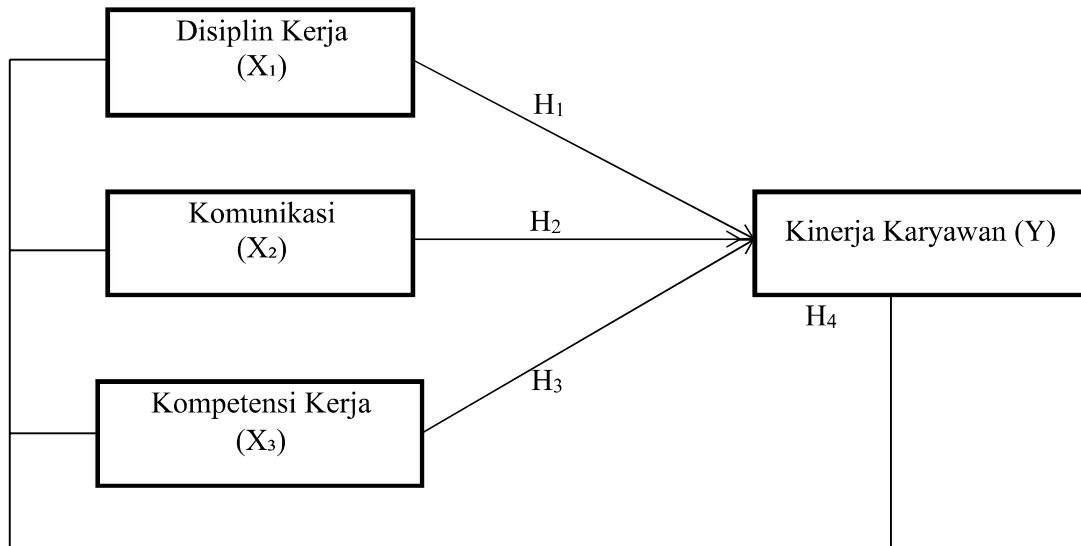 Disiplin Kerja
(X₁)
H₁
Komunikasi
(X₂)
H₂
Kinerja Karyawan (Y)
H₄
H₃
Kompetensi Kerja
(X₃)